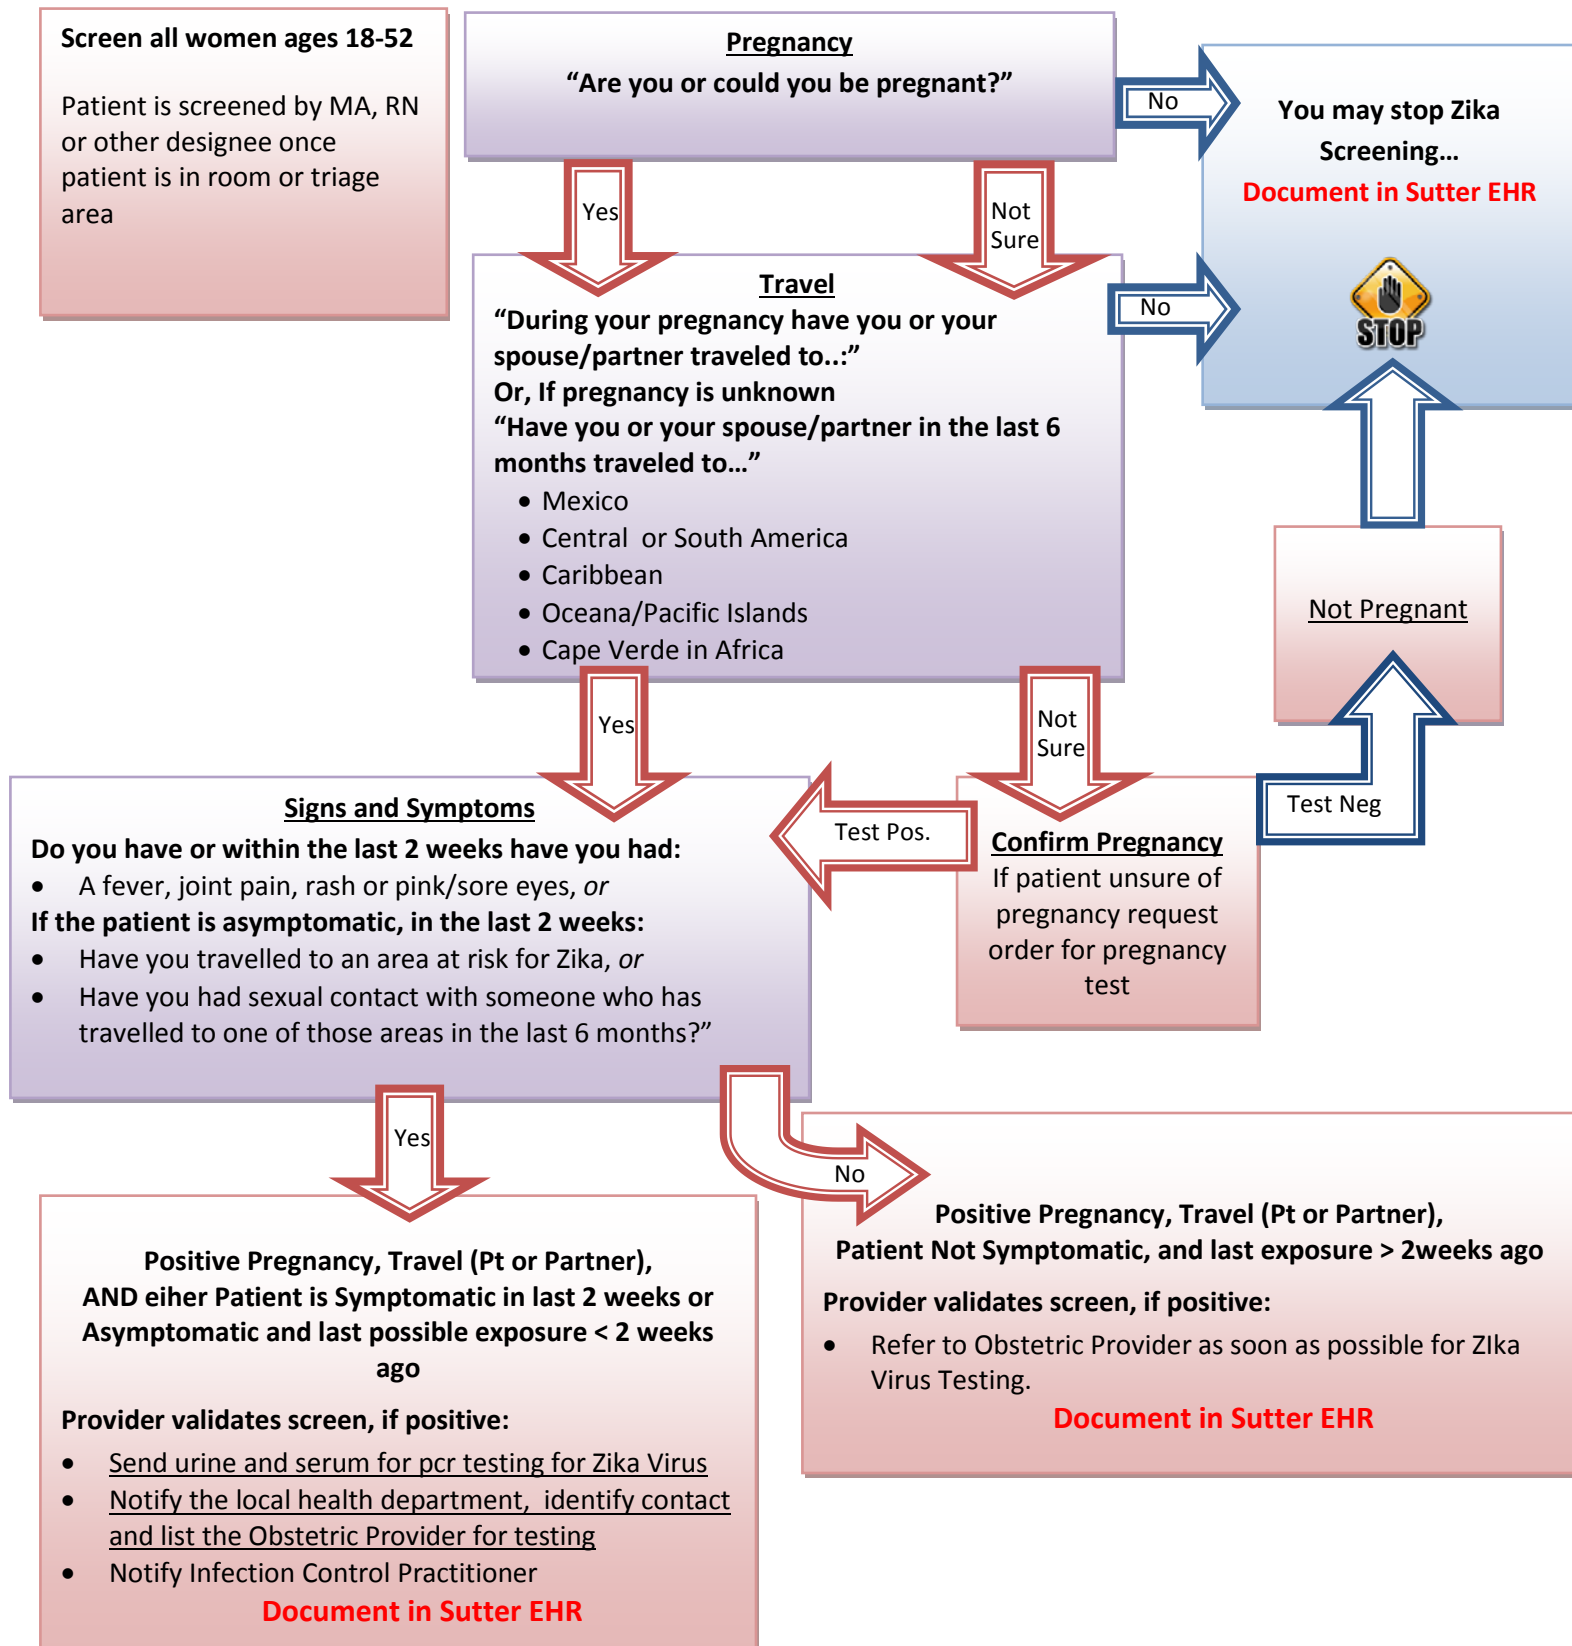 Screen all women ages 18-52
Patient is screened by MA, RN
or other designee once
patient is in room or triage
area
Pregnancy
“Are you or could you be pregnant?”
No
You may stop Zika
Screening...
Document in Sutter EHR
STOP
Yes
Not
Sure
Travel
“During your pregnancy have you or your
spouse/partner traveled to..:”
Or, If pregnancy is unknown
“Have you or your spouse/partner in the last 6
months traveled to...”
• Mexico
• Central or South America
• Caribbean
• Oceana/Pacific Islands
• Cape Verde in Africa
No
Not Pregnant
Yes
Not
Sure
Signs and Symptoms
Do you have or within the last 2 weeks have you had:
• A fever, joint pain, rash or pink/sore eyes, or
If the patient is asymptomatic, in the last 2 weeks:
• Have you travelled to an area at risk for Zika, or
• Have you had sexual contact with someone who has
travelled to one of those areas in the last 6 months?”
Test Pos.
Confirm Pregnancy
If patient unsure of
pregnancy request
order for pregnancy
test
Test Neg
Yes
No
Positive Pregnancy, Travel (Pt or Partner),
AND eiher Patient is Symptomatic in last 2 weeks or
Asymptomatic and last possible exposure < 2 weeks
ago
Provider validates screen, if positive:
• Send urine and serum for pcr testing for Zika Virus
• Notify the local health department, identify contact
and list the Obstetric Provider for testing
• Notify Infection Control Practitioner
Document in Sutter EHR
Positive Pregnancy, Travel (Pt or Partner),
Patient Not Symptomatic, and last exposure > 2weeks ago
Provider validates screen, if positive:
• Refer to Obstetric Provider as soon as possible for ZIka
Virus Testing.
Document in Sutter EHR